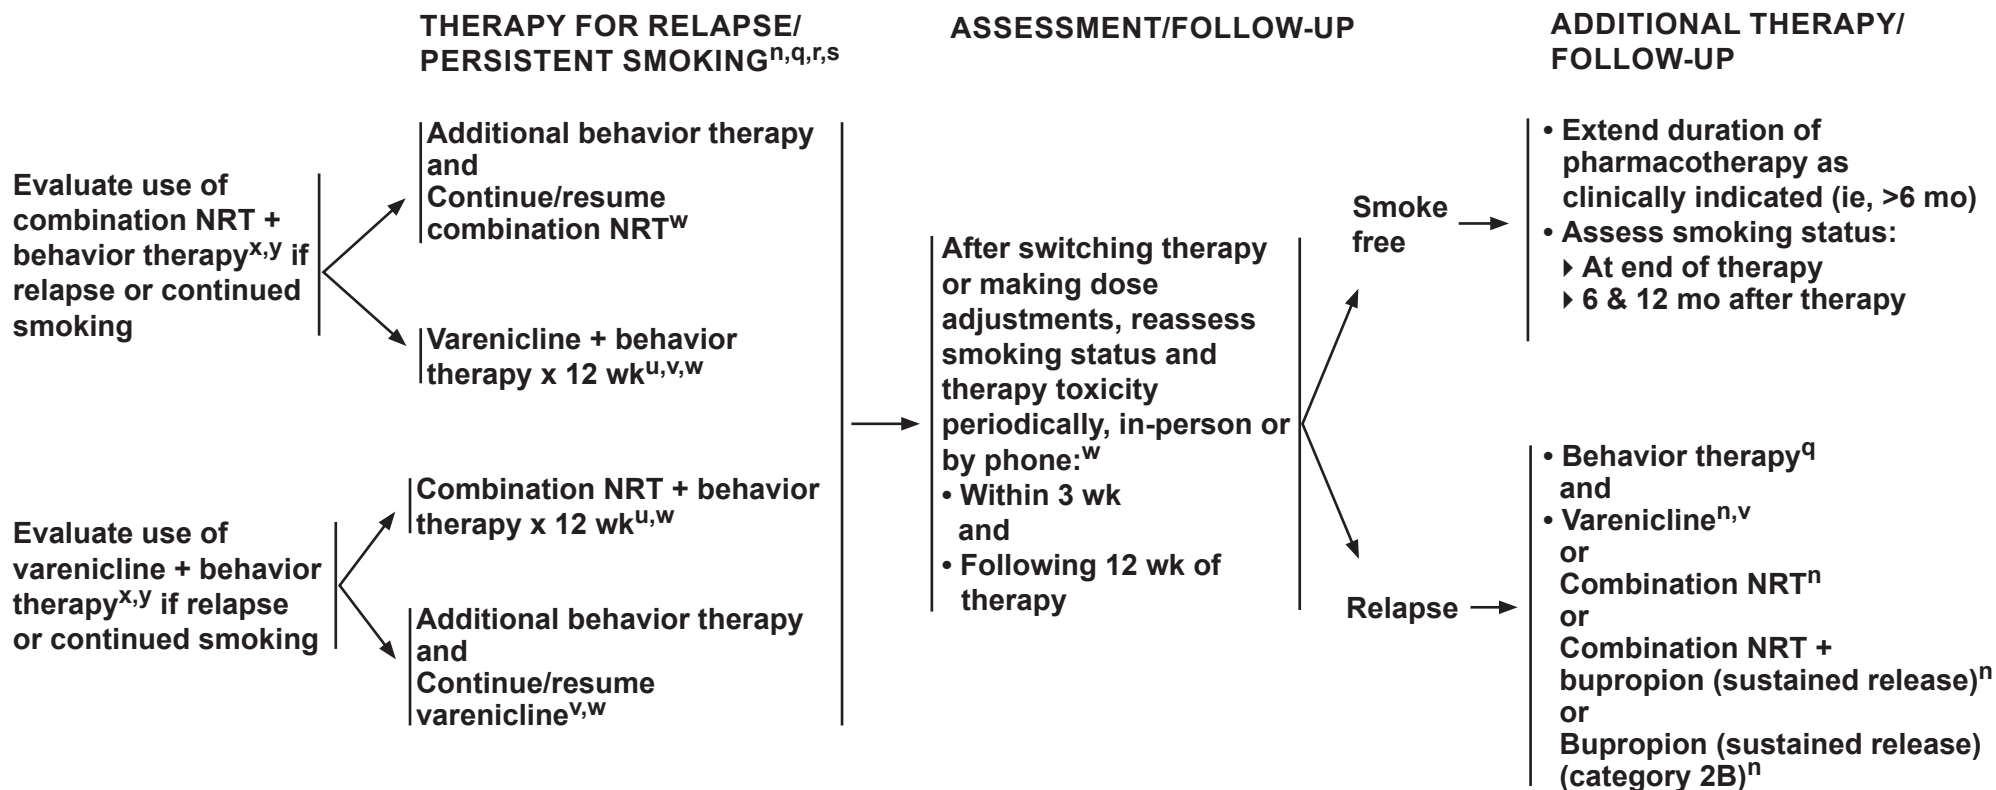 THERAPY FOR RELAPSE/
PERSISTENT SMOKINGn,q,r,s
ASSESSMENT/FOLLOW-UP
ADDITIONAL THERAPY/
FOLLOW-UP
Evaluate use of
combination NRT +
behavior therapyx,y if
relapse or continued
smoking
Additional behavior therapy
and
Continue/resume
combination NRTw
Varenicline + behavior
therapy x 12 wku,v,w
Evaluate use of
varenicline + behavior
therapyx,y if relapse
or continued smoking
Combination NRT + behavior
therapy x 12 wku,w
Additional behavior therapy
and
Continue/resume
vareniclinev,w
After switching therapy
or making dose
adjustments, reassess
smoking status and
therapy toxicity
periodically, in-person or
by phone:w
• Within 3 wk
and
• Following 12 wk of
therapy
Smoke
free
• Extend duration of
pharmacotherapy as
clinically indicated (ie, >6 mo)
• Assess smoking status:
▸ At end of therapy
▸ 6 & 12 mo after therapy
Relapse
• Behavior therapyq
and
• Vareniclinen,v
or
Combination NRTn
or
Combination NRT +
bupropion (sustained release)n
or
Bupropion (sustained release)
(category 2B)n